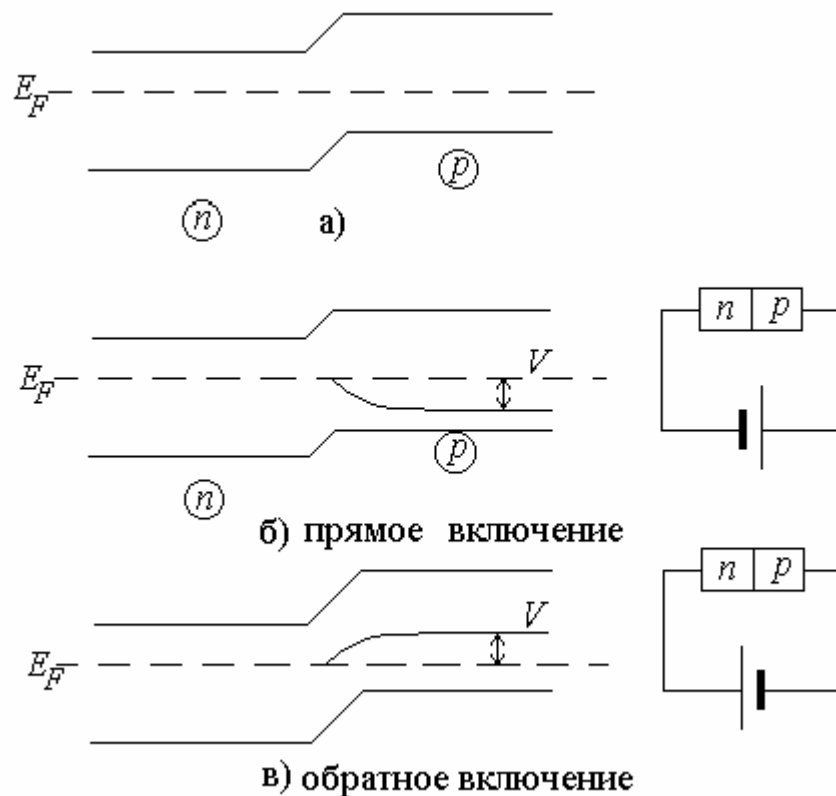 E_F
p
n
а)
n p
V
E_F
p
n
б) прямое включение
n p
V
E_F
в) обратное включение